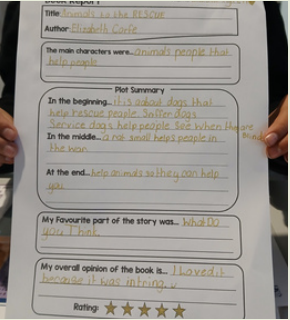 Book Report
Title: Animals to the RESCUE
Author: Elizabeth Corfe
The main characters were... animals people that
help people
Plot Summary
In the beginning... it is about dogs that
help rescue people. Sniffer dogs
Service dogs help people see when they are
blind
In the middle... a rat small helps people in
the war
At the end... help animals so they can help
you
My Favourite part of the story was... What Do
you Think
My overall opinion of the book is... I loved it
because it was
Rating: